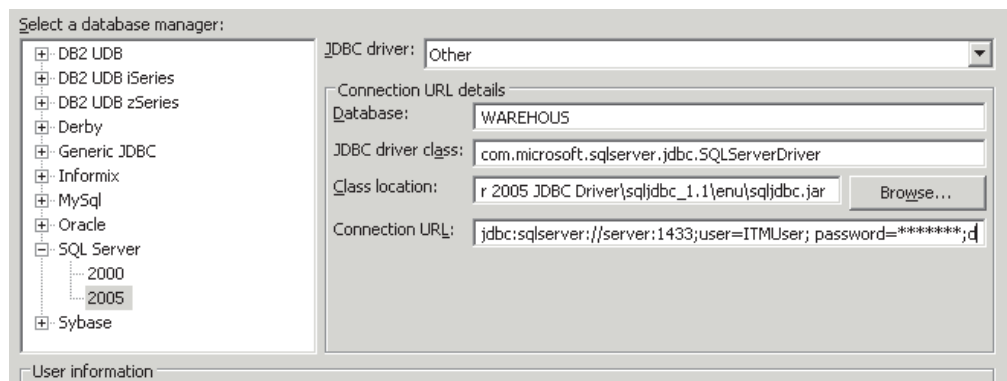 Select a database manager:
DB2 UDB
DB2 UDB iSeries
DB2 UDB zSeries
Derby
Generic JDBC
Informix
MySql
Oracle
SQL Server
2000
2005
Sybase
JDBC driver: Other
Connection URL details
Database: WAREHOUS
JDBC driver class: com.microsoft.sqlserver.jdbc.SQLServerDriver
Class location: r 2005 JDBC Driver\sqljdbc_1.1\enu\sqljdbc.jar Browse...
Connection URL: jdbc:sqlserver://server:1433;user=ITMUser; password=*******;d
User information